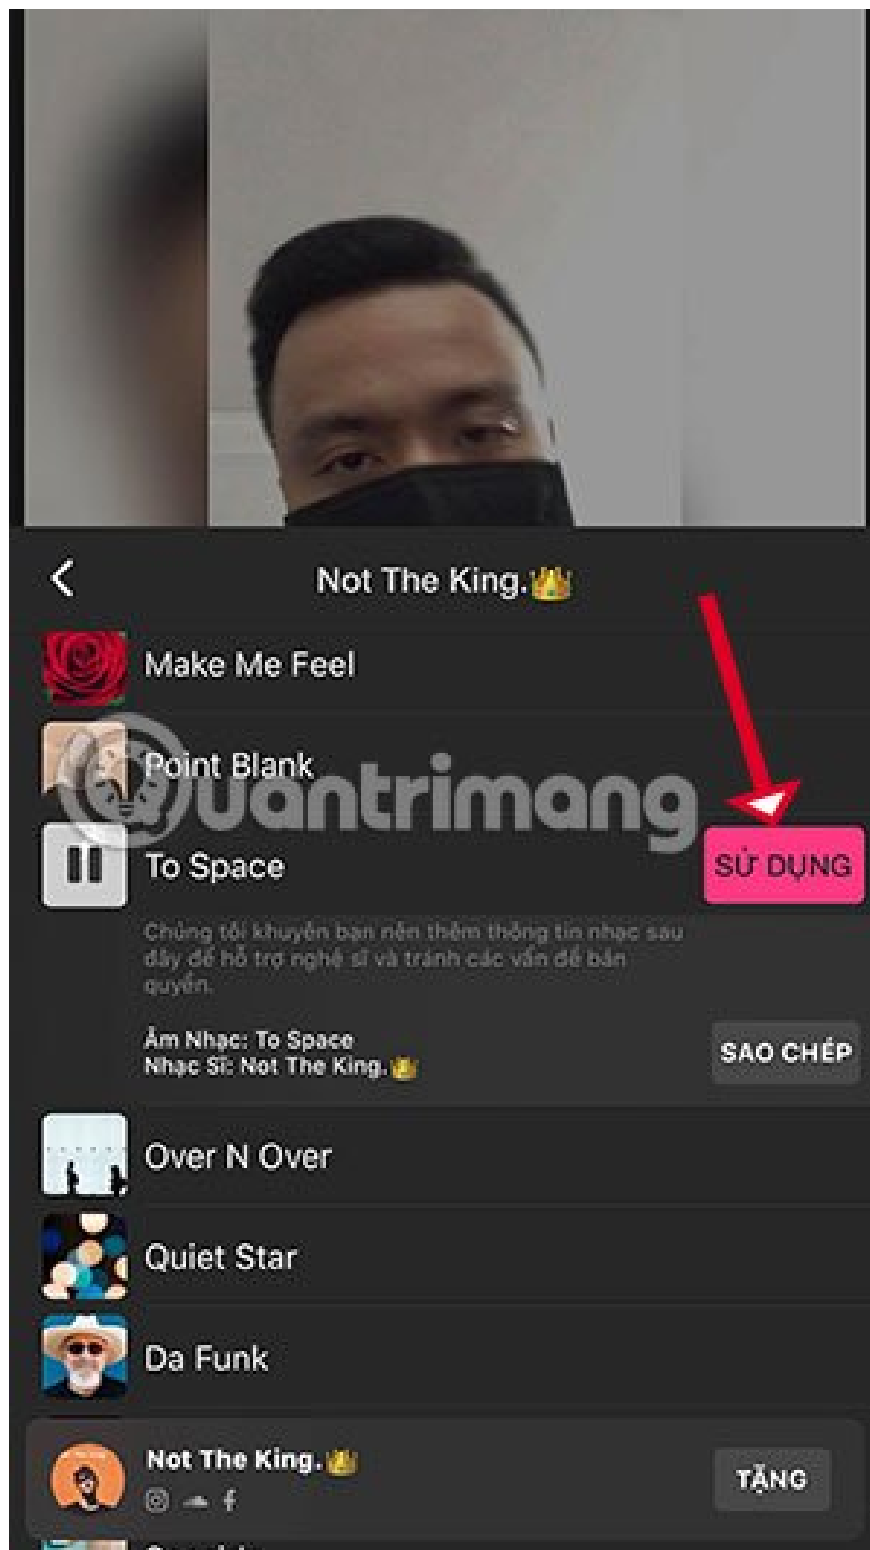 Not The King.👑
Make Me Feel
Point Blank
Quantrimang
To Space
SỬ DỤNG
Chúng tôi khuyên bạn nên thêm thông tin nhạc sau
đây để hỗ trợ nghệ sĩ và tránh các vấn đề bản
quyền.
Âm Nhạc: To Space
Nhạc Sĩ: Not The King.👑
SAO CHÉP
Over N Over
Quiet Star
Da Funk
Not The King.👑
TẶNG